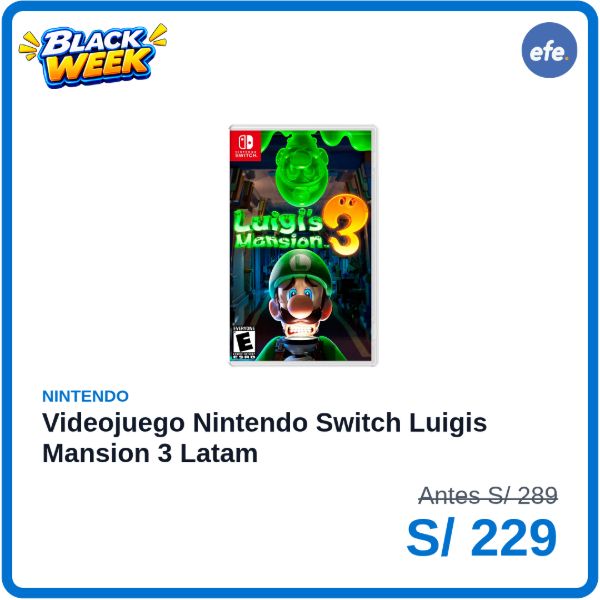 BLACK
WEEK
efe.
NINTENDO
SWITCH
Luigi's
Mansion 3
EVERYONE
E
ESRB
NINTENDO
Videojuego Nintendo Switch Luigis
Mansion 3 Latam
Antes S/ 289
S/ 229